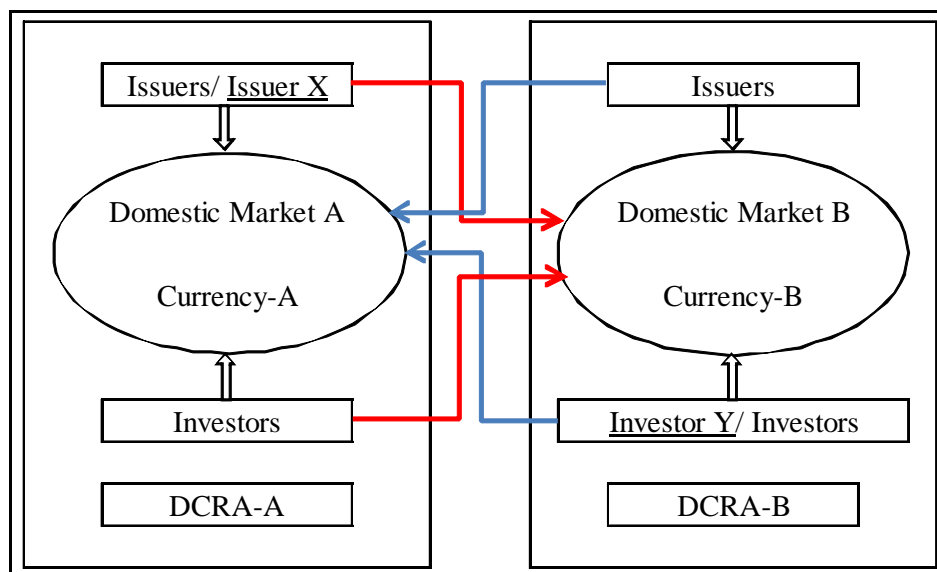 Issuers/ Issuer X
Domestic Market A
Currency-A
Investors
DCRA-A
Issuers
Domestic Market B
Currency-B
Investor Y/ Investors
DCRA-B